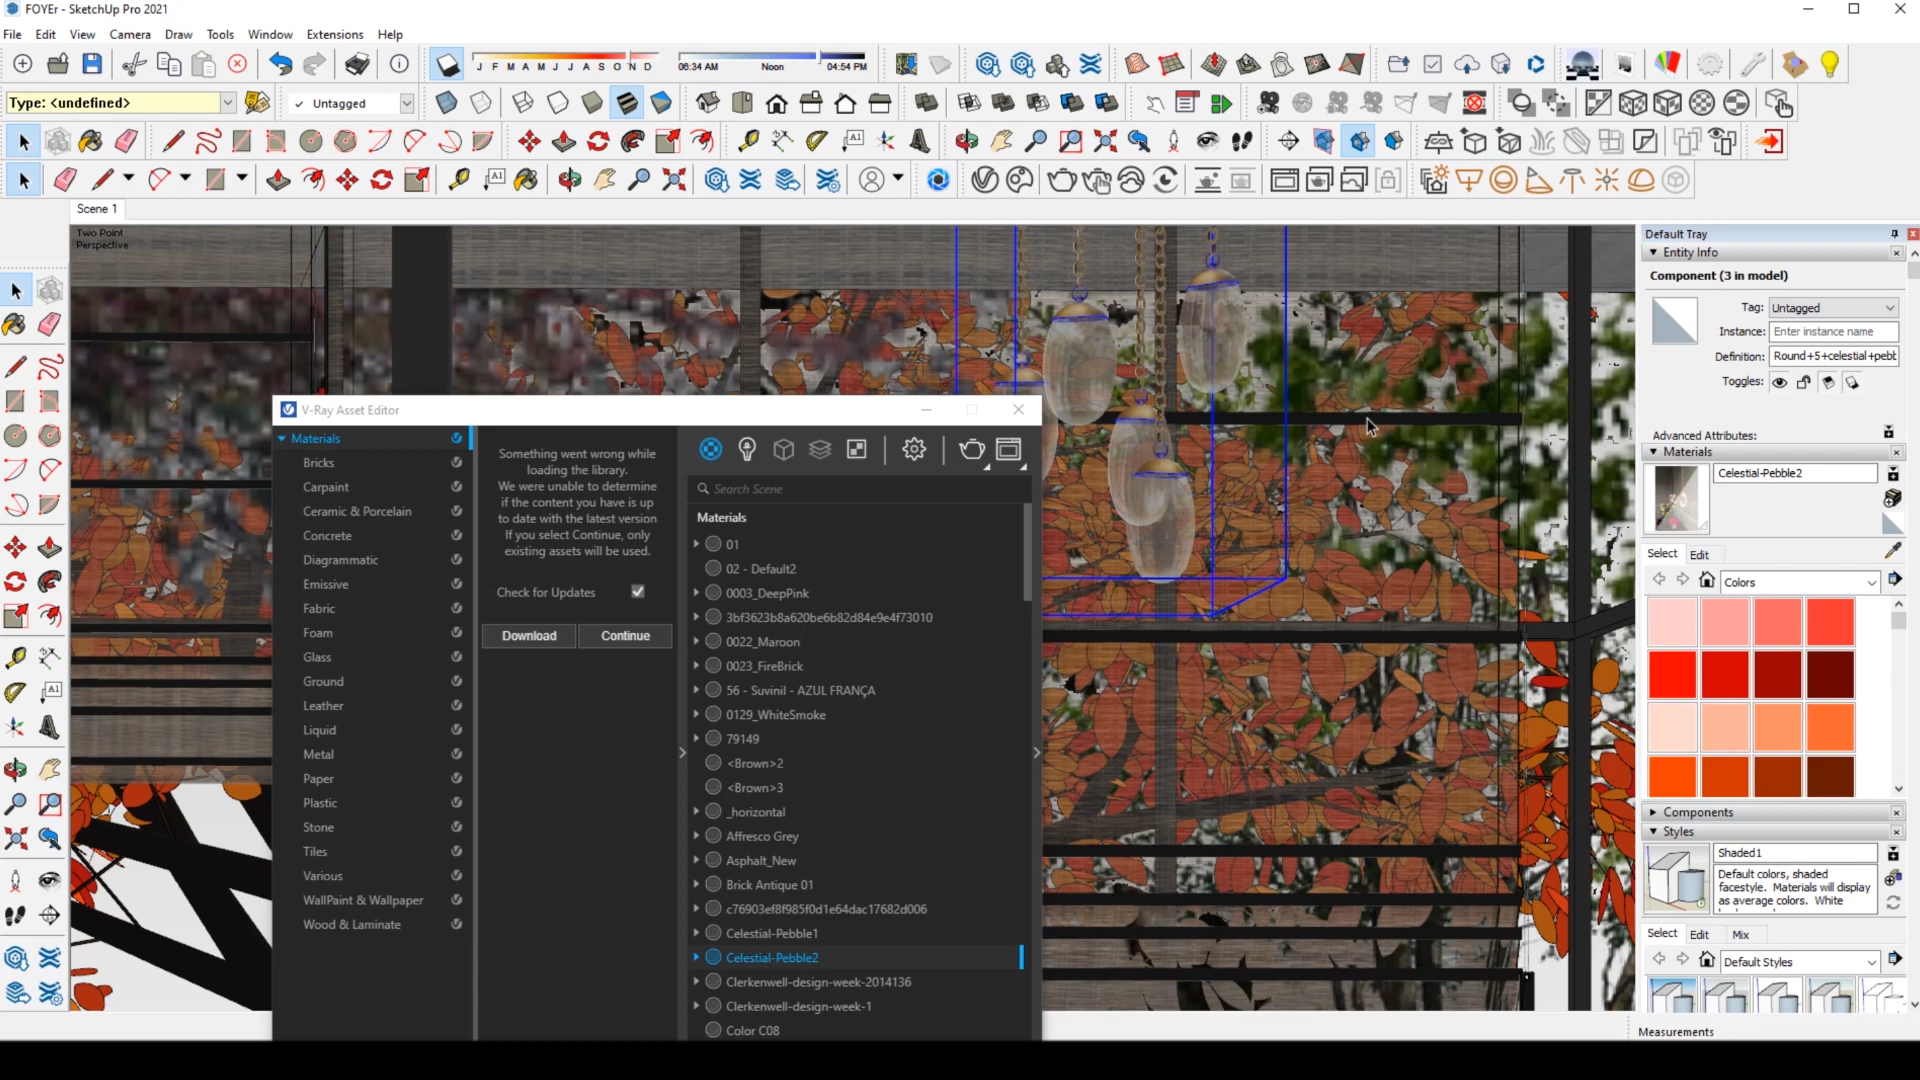 FOYEr - SketchUp Pro 2021
File Edit View Camera Draw Tools Window Extensions Help
J F M A M J J A S O N D
06:34 AM Noon 04:54 PM
Type: <undefined>
Untagged
Scene 1
Two Point
Perspective
V-Ray Asset Editor
Materials
Bricks
Carpaint
Ceramic & Porcelain
Concrete
Diagrammatic
Emissive
Fabric
Foam
Glass
Ground
Leather
Liquid
Metal
Paper
Plastic
Stone
Tiles
Various
WallPaint & Wallpaper
Wood & Laminate
Something went wrong while
loading the library.
We were unable to determine
if the content you have is up
to date with the latest version
If you select Continue, only
existing assets will be used.
Check for Updates
Download Continue
Search Scene
Materials
01
02 - Default2
0003_DeepPink
3bf3623b8a620be6b82d84e9e4f73010
0022_Maroon
0023_FireBrick
56 - Suvinil - AZUL FRANÇA
0129_WhiteSmoke
79149
<Brown>2
<Brown>3
_horizontal
Affresco Grey
Asphalt_New
Brick Antique 01
c76903ef8f985f0d1e64dac17682d006
Celestial-Pebble1
Celestial-Pebble2
Clerkenwell-design-week-2014136
Clerkenwell-design-week-1
Color C08
Default Tray
Entity Info
Component (3 in model)
Tag: Untagged
Instance: Enter instance name
Definition: Round+5+celestial+pebb
Toggles:
Advanced Attributes:
Materials
Celestial-Pebble2
Select Edit
Colors
Components
Styles
Shaded1
Default colors, shaded
facestyle. Materials will display
as average colors. White
Select Edit Mix
Default Styles
Measurements